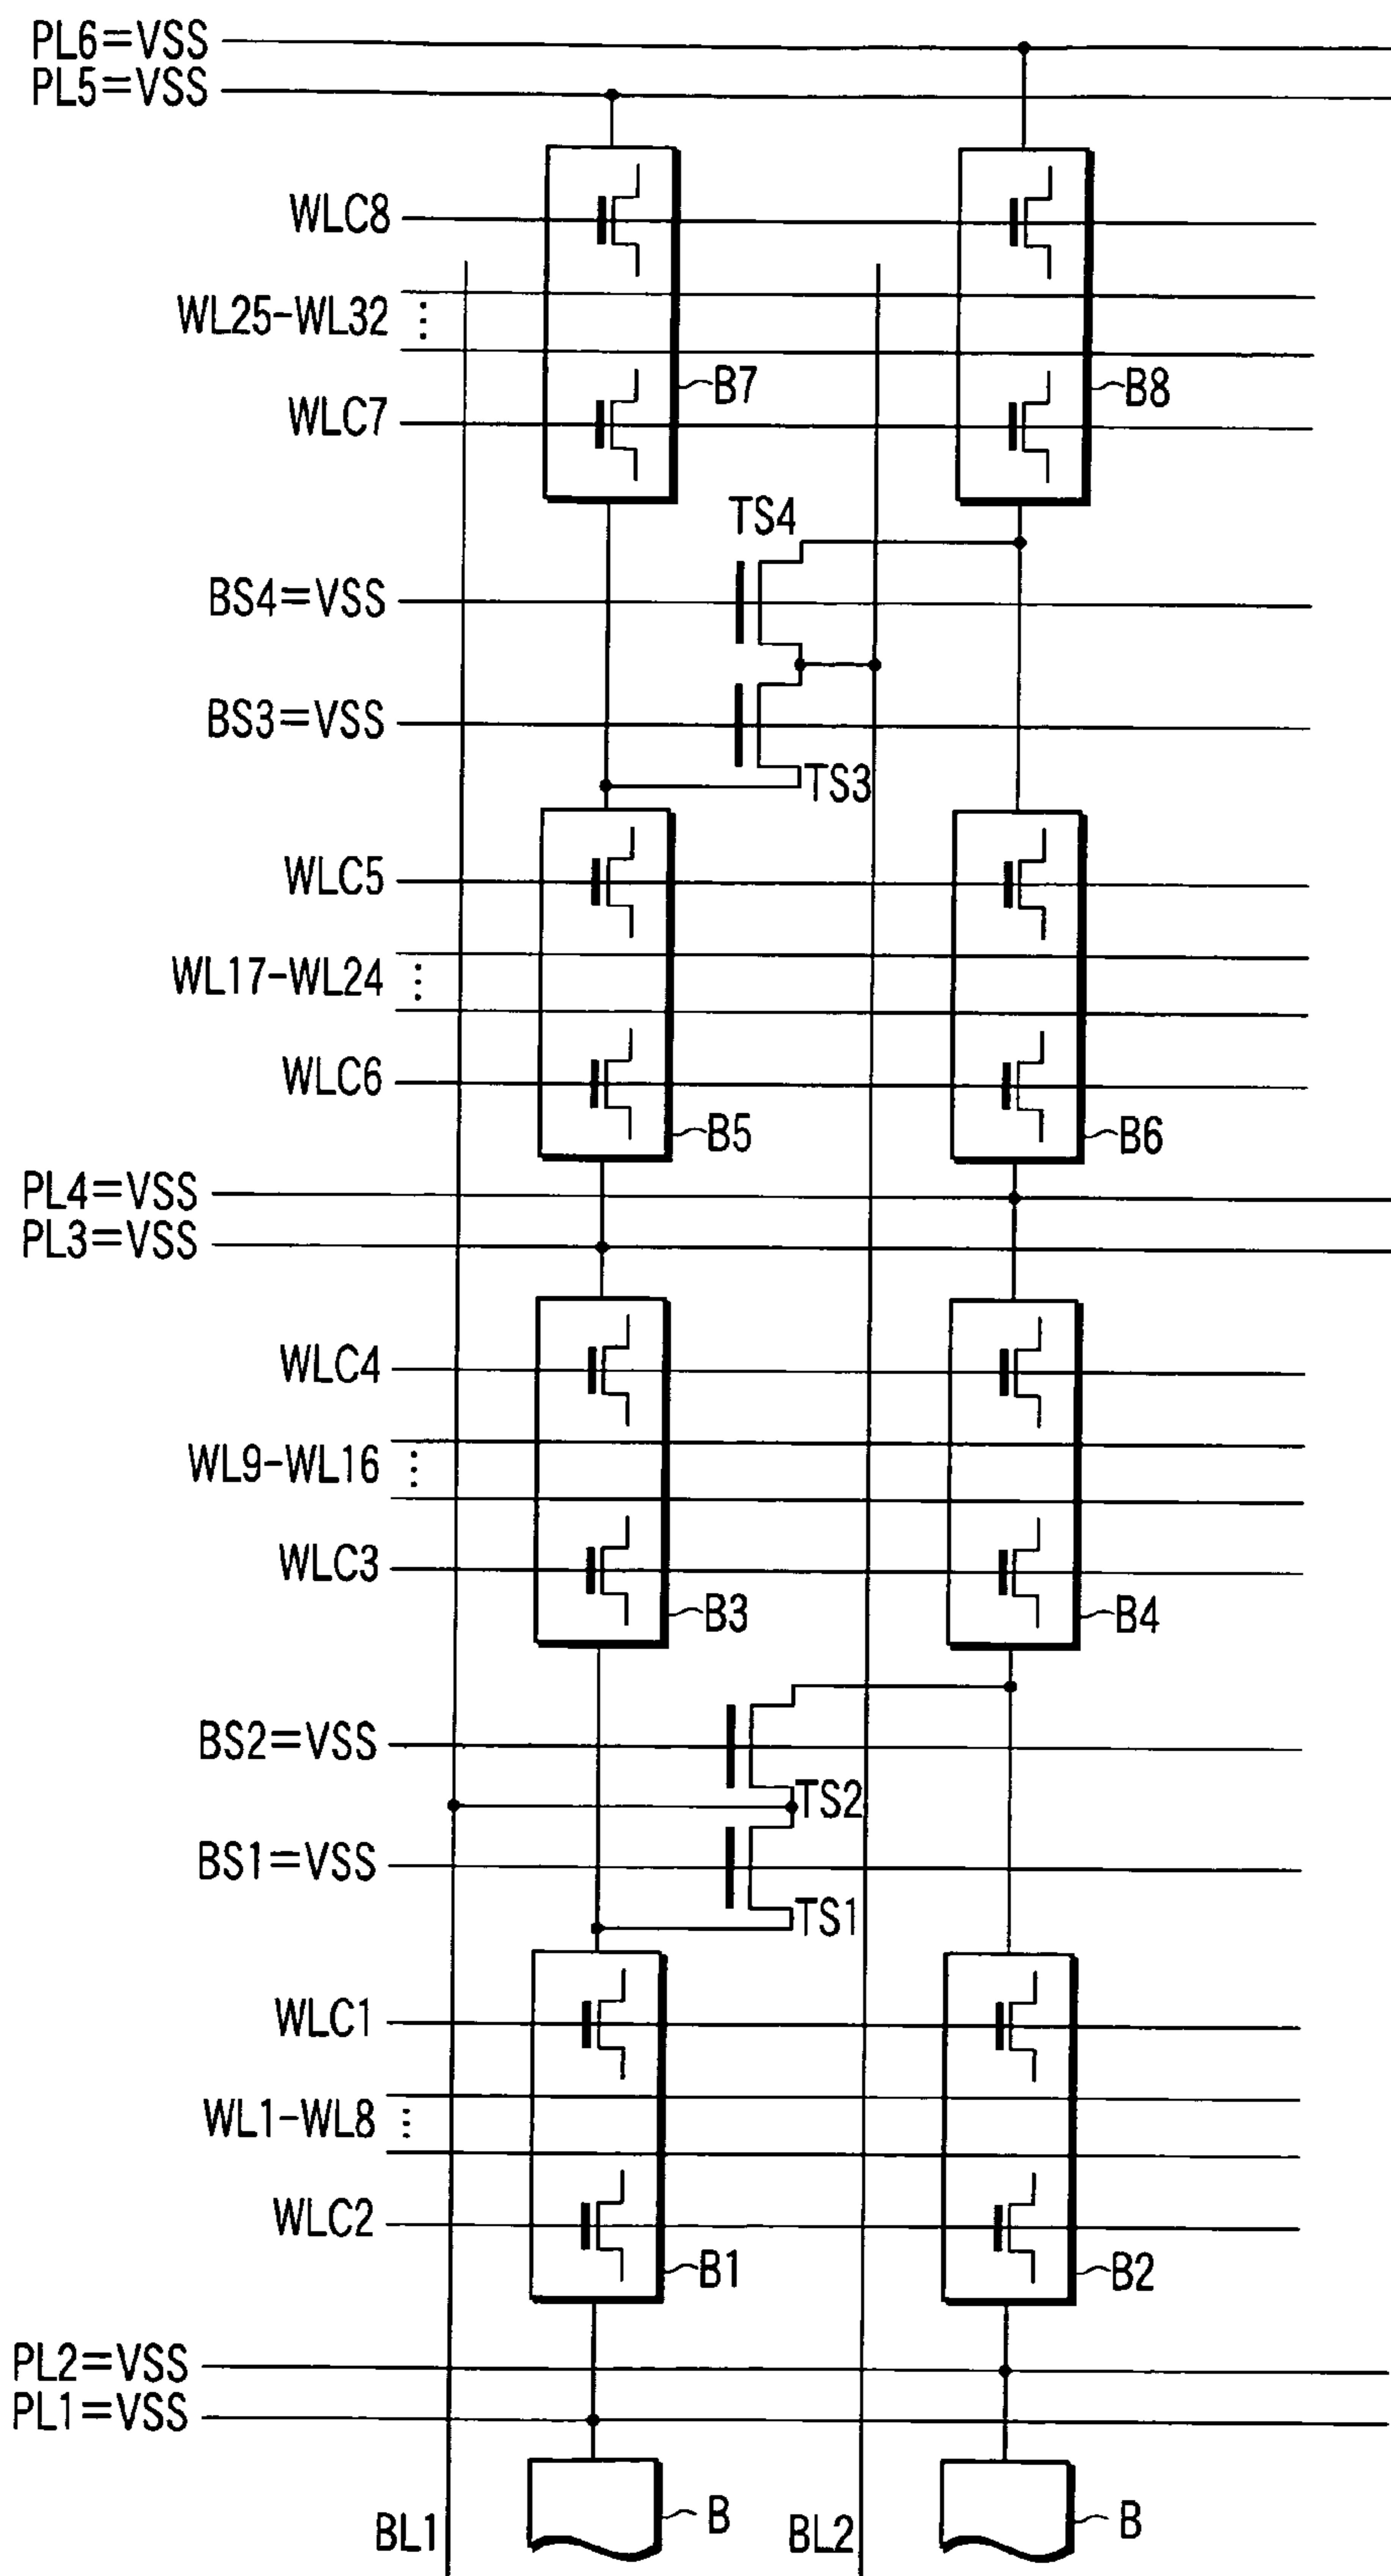 PL6=VSS
PL5=VSS
WLC8
WL25-WL32
B7
B8
WLC7
TS4
BS4=VSS
BS3=VSS
TS3
WLC5
WL17-WL24
WLC6
B5
B6
PL4=VSS
PL3=VSS
WLC4
WL9-WL16
WLC3
B3
B4
BS2=VSS
TS2
BS1=VSS
TS1
WLC1
WL1-WL8
WLC2
B1
B2
PL2=VSS
PL1=VSS
BL1
B
BL2
B